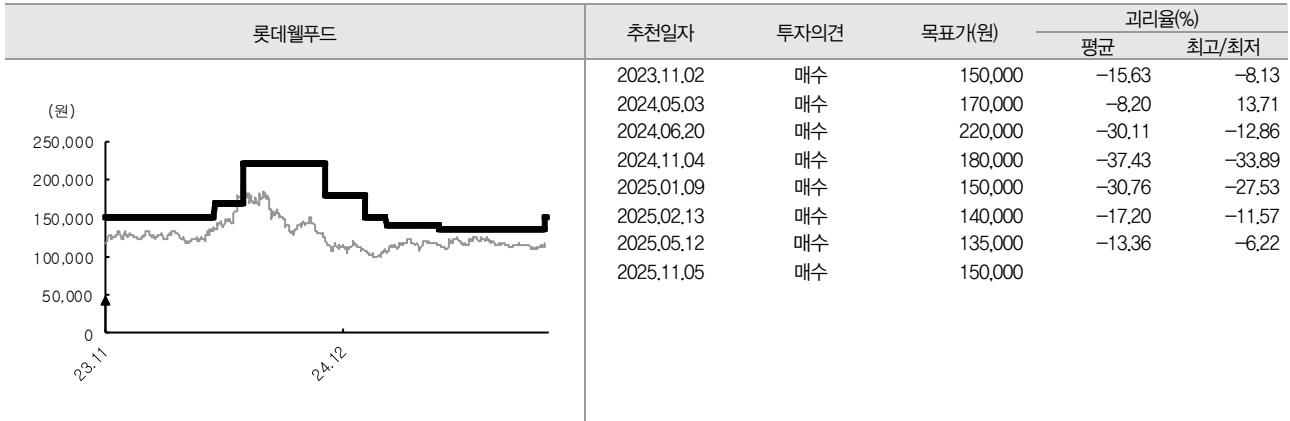 롯데웰푸드
(원)
250,000
200,000
150,000
100,000
50,000
0
23.11
24.12
추천일자 투자의견 목표가(원) 괴리율(%)
평균 최고/최저
2023.11.02 매수 150,000 -15.63 -8.13
2024.05.03 매수 170,000 -8.20 13.71
2024.06.20 매수 220,000 -30.11 -12.86
2024.11.04 매수 180,000 -37.43 -33.89
2025.01.09 매수 150,000 -30.76 -27.53
2025.02.13 매수 140,000 -17.20 -11.57
2025.05.12 매수 135,000 -13.36 -6.22
2025.11.05 매수 150,000